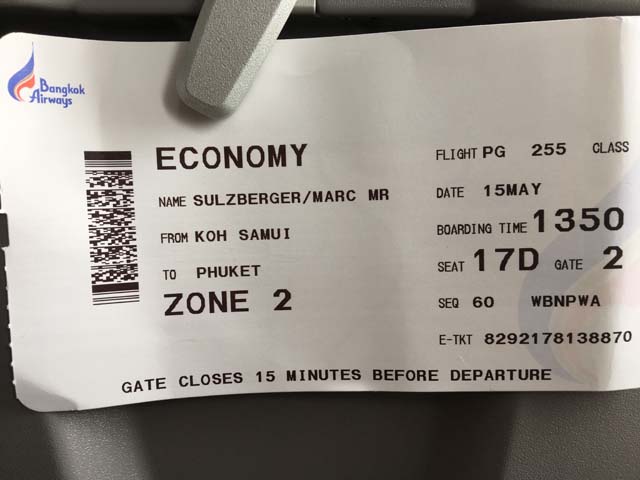 Bangkok
Airways
ECONOMY
NAME SULZBERGER/MARC MR
FROM KOH SAMUI
TO PHUKET
ZONE 2
FLIGHT PG 255 CLASS
DATE 15MAY
BOARDING TIME 1350
SEAT 17D GATE 2
SEQ 60 WBNPWA
E-TKT 8292178138870
GATE CLOSES 15 MINUTES BEFORE DEPARTURE